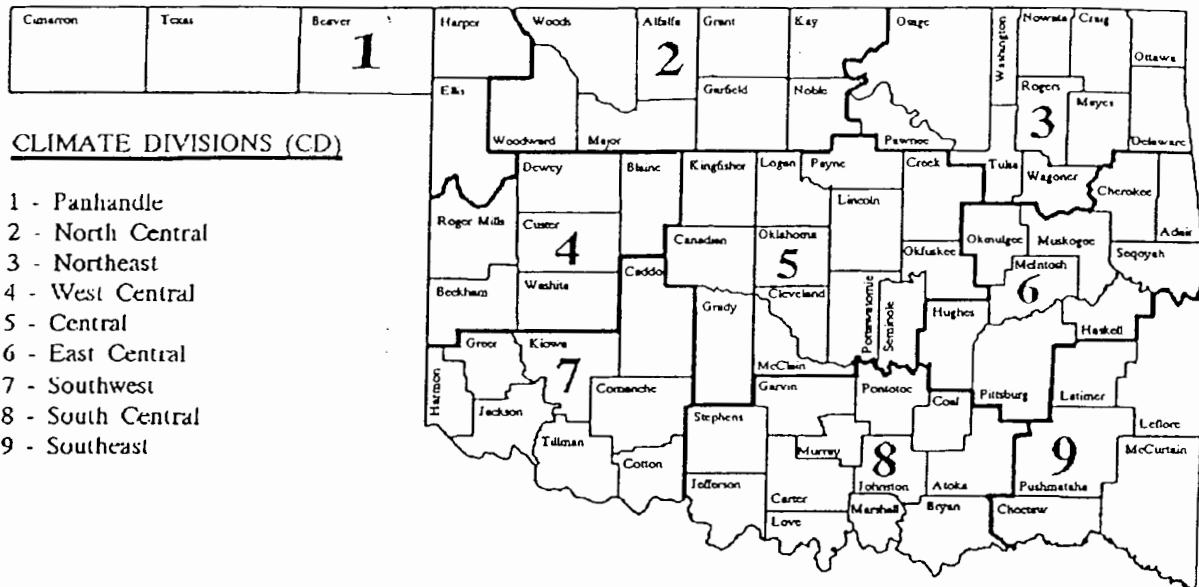 Cimarron Texas Beaver Harper Woods Alfalfa Grant Kay Osage Washington Nowata Craig Ottawa
1 2
Ellis Garfield Noble Rogers Mayes
3
Woodward Major Pawnee Delaware
CLIMATE DIVISIONS (CD)
1 - Panhandle
2 - North Central
3 - Northeast
4 - West Central
5 - Central
6 - East Central
7 - Southwest
8 - South Central
9 - Southeast
Dewey Blaine Kingfisher Logan Payne Creek Tulsa Wagoner Cherokee
Roger Mills Custer Lincoln Adair
4 Canadian Oklahoma Okfuskee Okmulgee Muskogee Sequoyah
5 McIntosh
Beckham Washita Caddo Cleveland 6
Grady Pottawatomie Seminole Hughes Haskell
Greer Kiowa McClain
7 Garvin Pontotoc Pittsburg Latimer
Harmon Jackson Comanche Stephens Coal Leflore
Tillman Murray McCurtain
Cotton 8 9
Jefferson Johnston Atoka Pushmataha
Carter Marshall Bryan Choctaw
Love